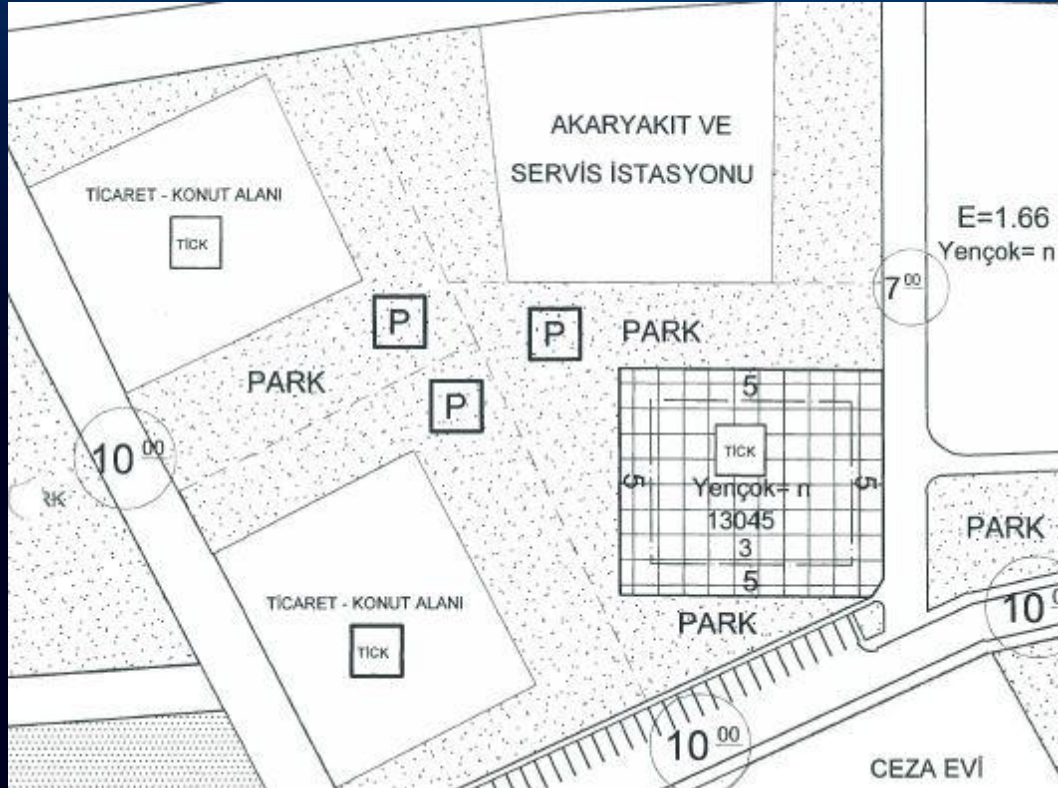 AKARYAKIT VE
SERVİS İSTASYONU
TİCARET - KONUT ALANI
TİCK
E=1.66
Yençok= n
7 00
P
P
PARK
PARK
P
10 00
5
TİCK
5
5
Yençok= n
13045
3
5
PARK
PARK
TİCARET - KONUT ALANI
TİCK
10 00
CEZA EVİ